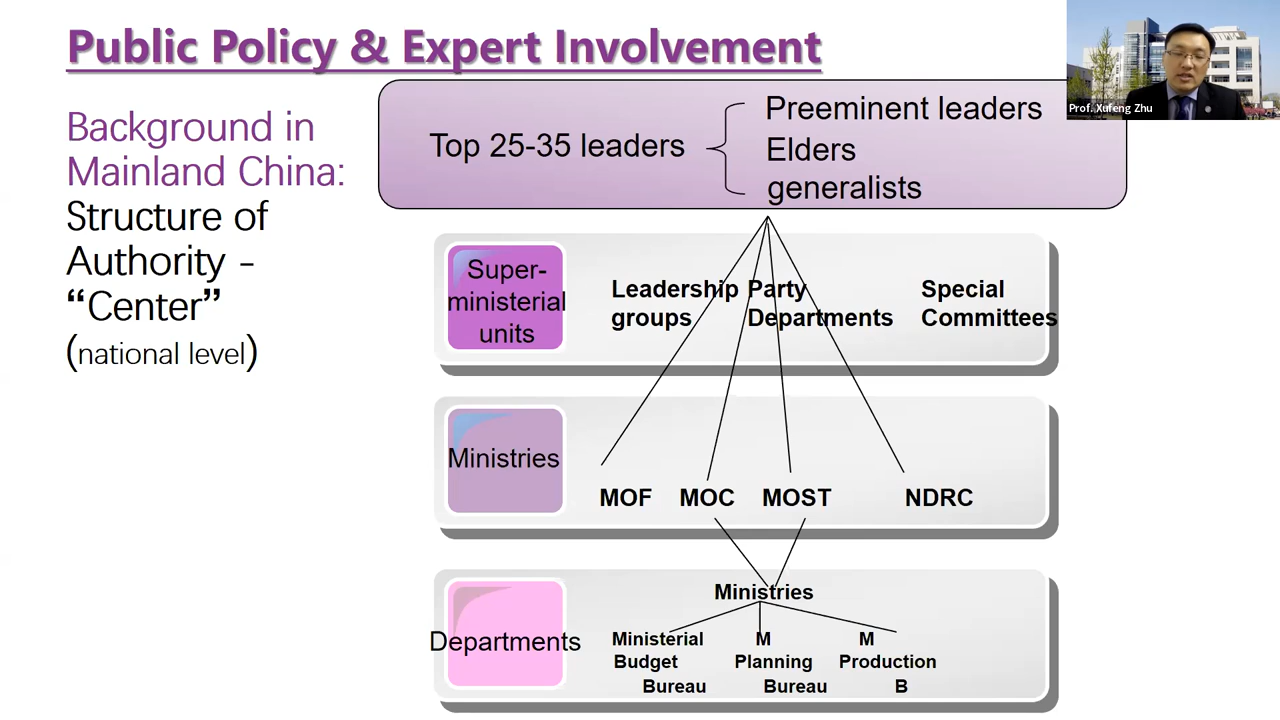 Public Policy & Expert Involvement
Prof. Xufeng Zhu
Background in
Mainland China:
Structure of
Authority –
“Center”
(national level)
Top 25-35 leaders
Preeminent leaders
Elders
generalists
Super-
ministerial
units
Leadership
groups
Party
Departments
Special
Committees
Ministries
MOF
MOC
MOST
NDRC
Departments
Ministries
Ministerial
Budget
Bureau
M
Planning
Bureau
M
Production
B